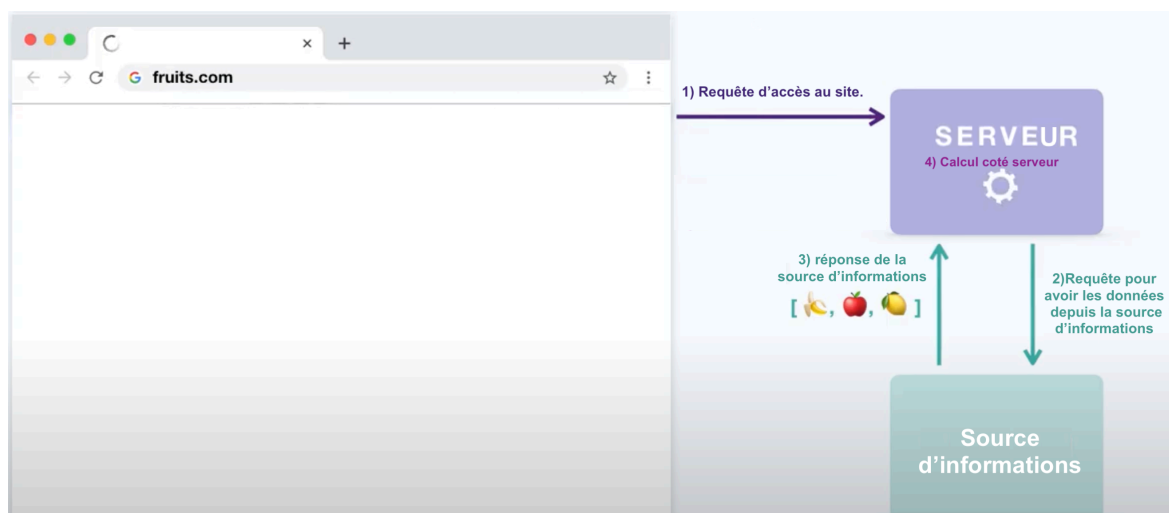 fruits.com
1) Requête d'accès au site.
SERVEUR
4) Calcul coté serveur
3) réponse de la
source d'informations
[ 🍌, 🍎, 🍋 ]
2)Requête pour
avoir les données
depuis la source
d'informations
Source
d'informations